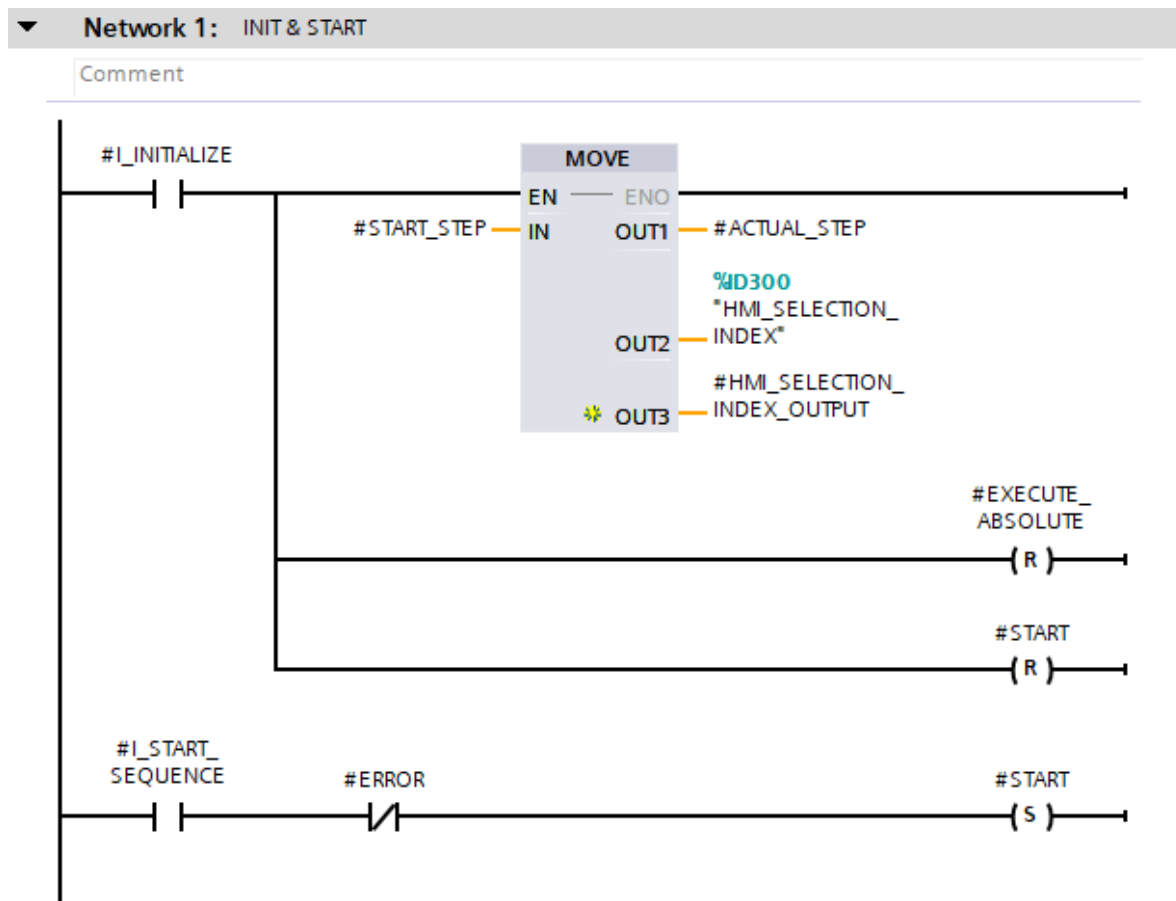 Network 1: INIT & START
Comment
#I_INITIALIZE
MOVE
EN ENO
#START_STEP IN OUT1 #ACTUAL_STEP
%ID300
"HMI_SELECTION_
OUT2 INDEX"
#HMI_SELECTION_
OUT3 INDEX_OUTPUT
#EXECUTE_
ABSOLUTE
( R )
#START
( R )
#I_START_
SEQUENCE #ERROR #START
( S )